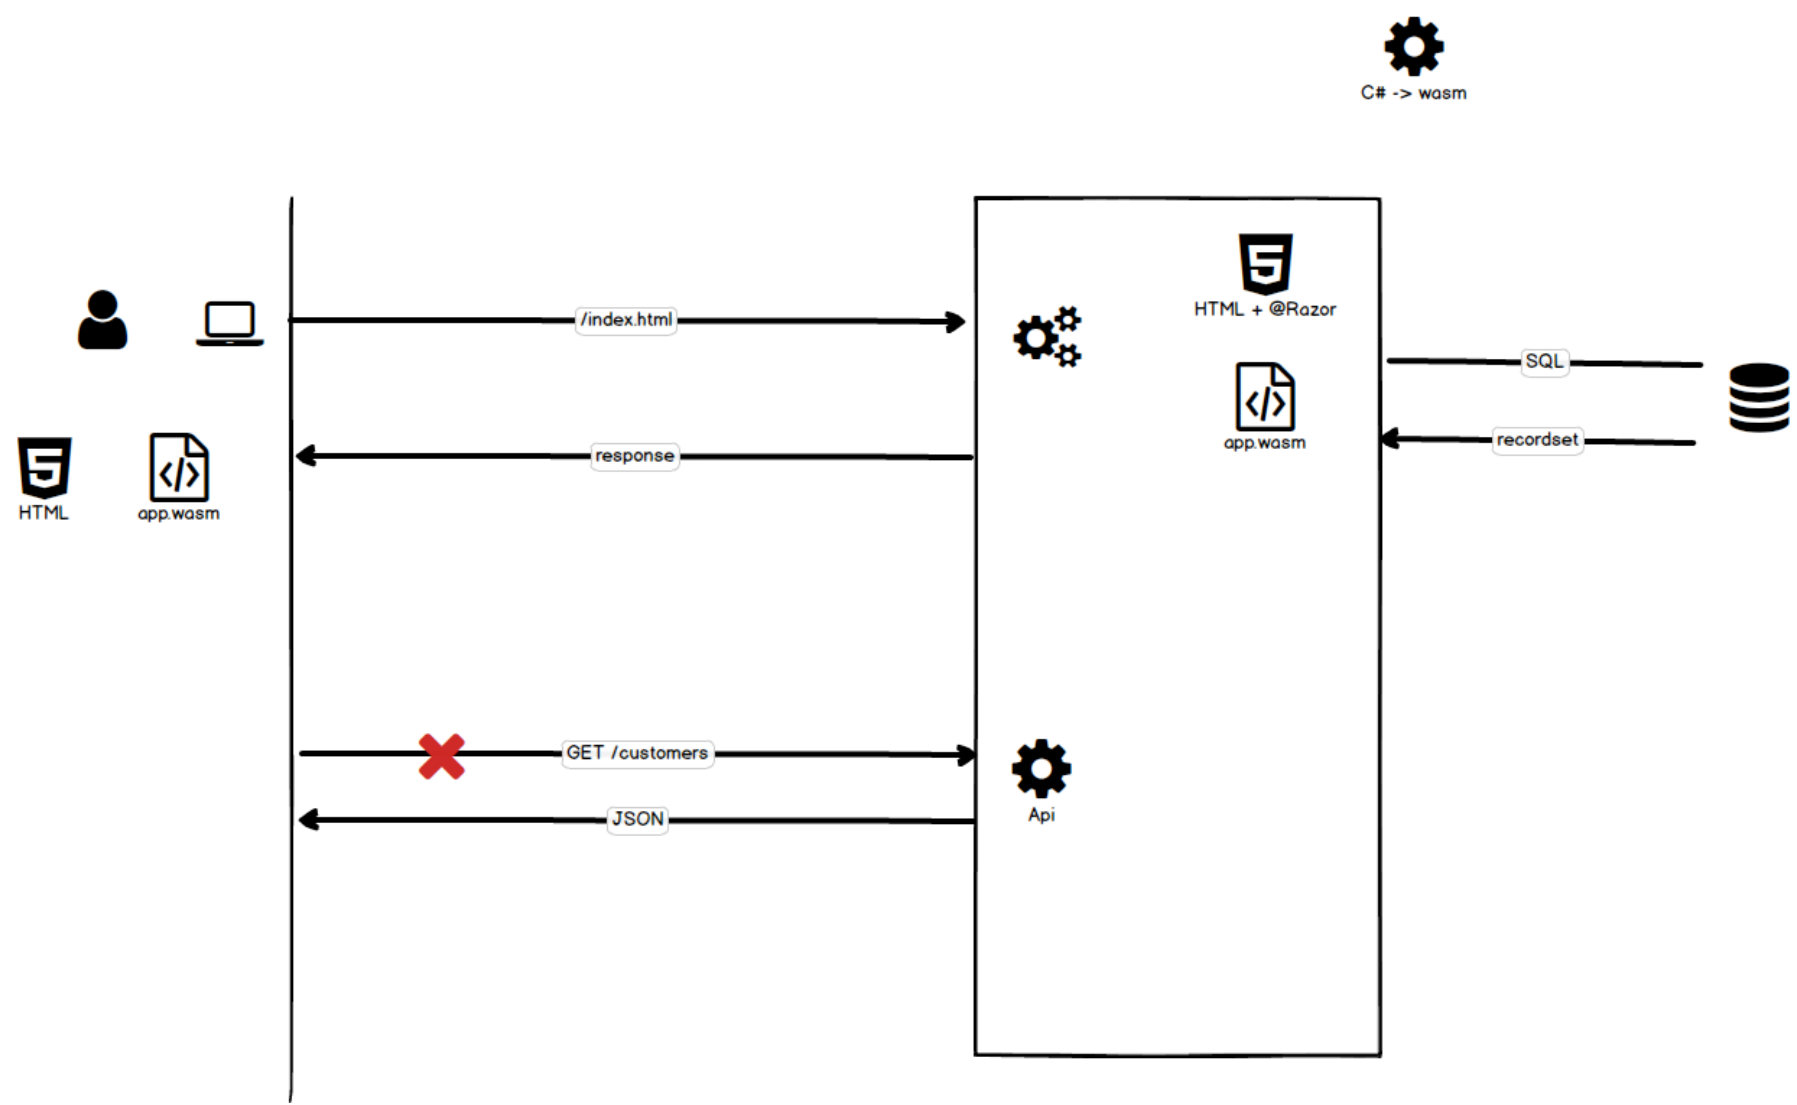 C# -> wasm
HTML + @Razor
/index.html
SQL
app.wasm
recordset
response
HTML
app.wasm
GET /customers
Api
JSON